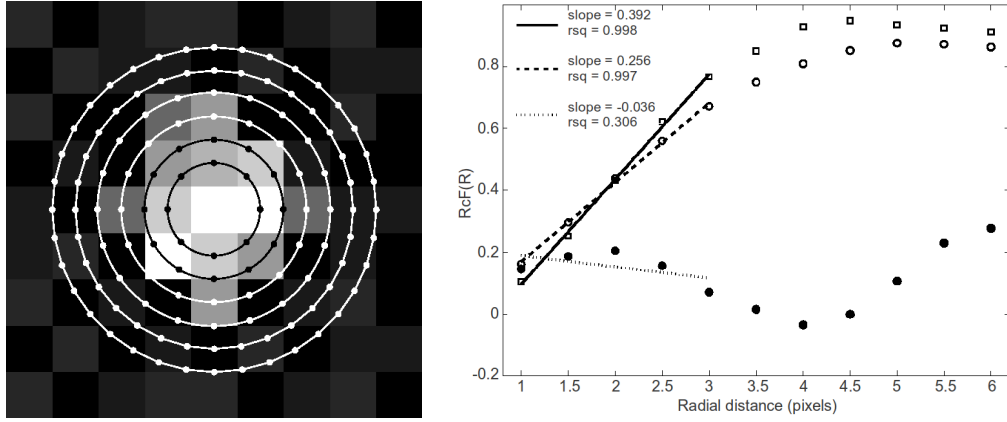 slope = 0.392
rsq = 0.998
slope = 0.256
rsq = 0.997
slope = -0.036
rsq = 0.306
0.8
0.6
0.4
0.2
0
-0.2
RcF(R)
1 1.5 2 2.5 3 3.5 4 4.5 5 5.5 6
Radial distance (pixels)